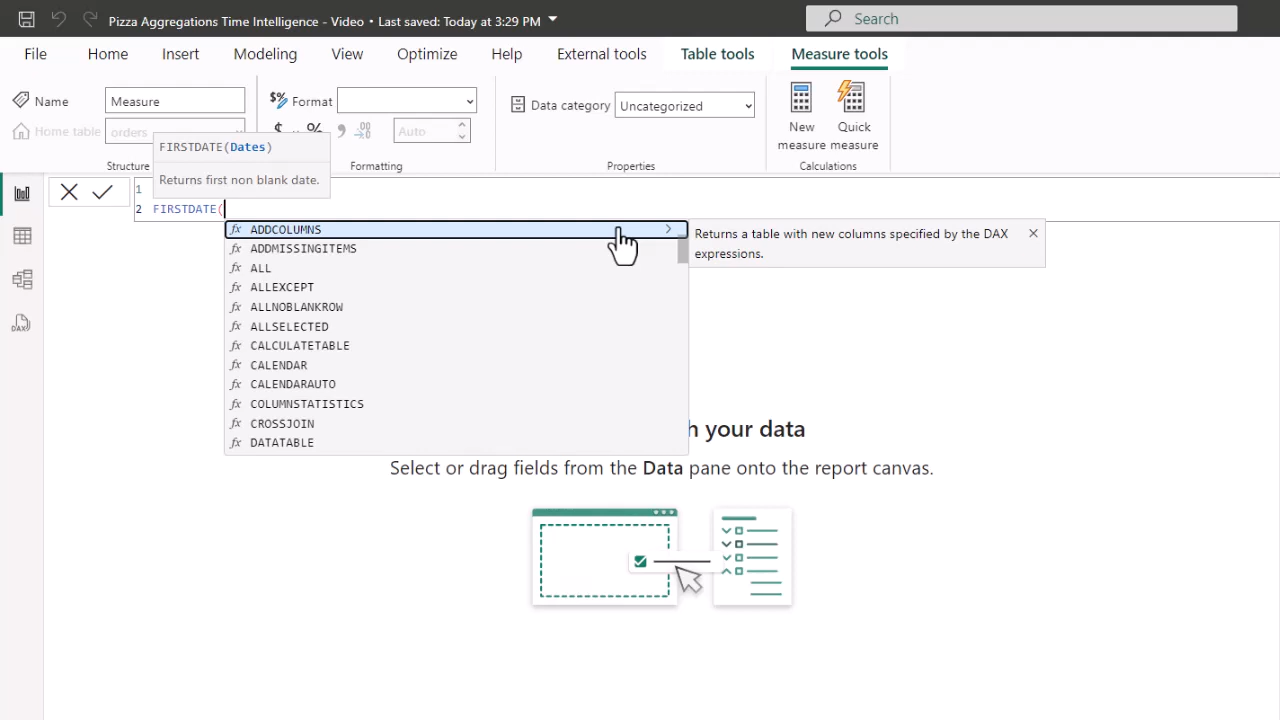 Pizza Aggregations Time Intelligence - Video • Last saved: Today at 3:29 PM
Search
File Home Insert Modeling View Optimize Help External tools Table tools Measure tools
Name Measure
Format
Data category Uncategorized
New measure
Quick measure
Home table orders
$ % 9 .00 Auto
Structure Formatting Properties Calculations
FIRSTDATE(Dates)
Returns first non blank date.
1
2 FIRSTDATE(
ADDCOLUMNS
Returns a table with new columns specified by the DAX
expressions.
ADDMISSINGITEMS
ALL
ALLEXCEPT
ALLNOBLANKROW
ALLSELECTED
CALCULATETABLE
CALENDAR
CALENDARAUTO
COLUMNSTATISTICS
CROSSJOIN
DATATABLE
DAX
h your data
Select or drag fields from the Data pane onto the report canvas.